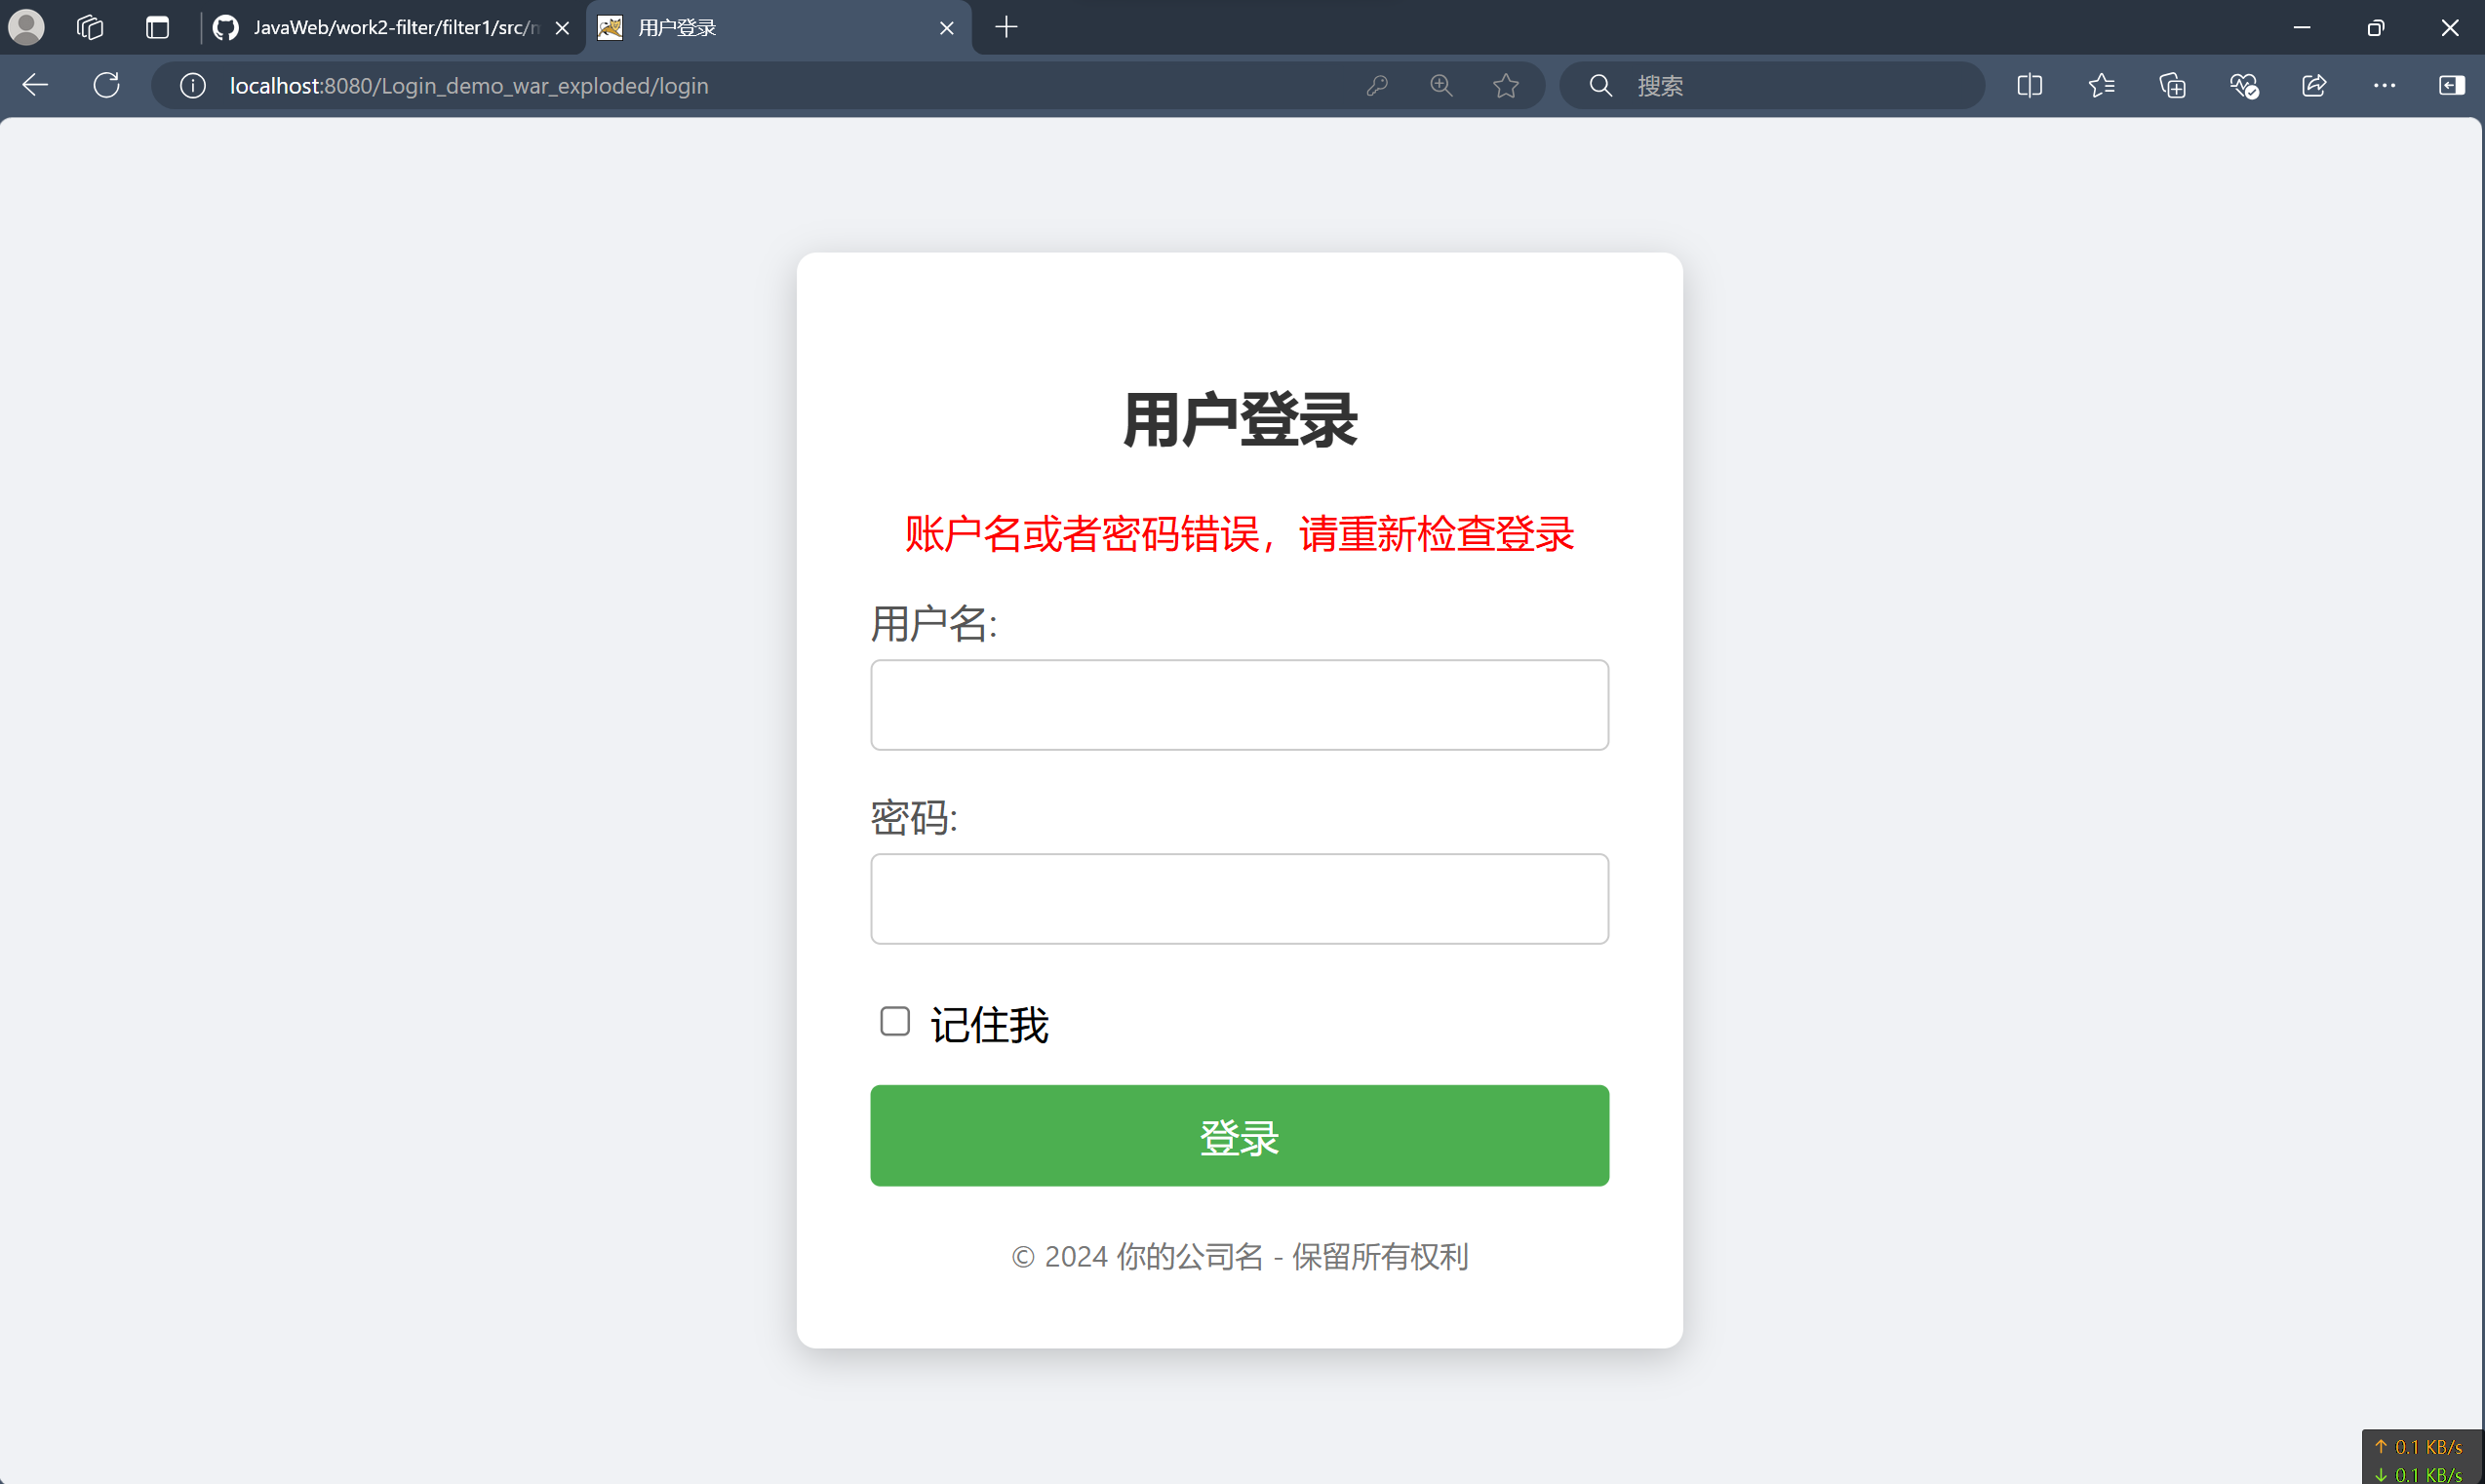 JavaWeb/work2-filter/filter1/src/
用户登录
localhost:8080/Login_demo_war_exploded/login
搜索
用户登录
账户名或者密码错误，请重新检查登录
用户名:
密码:
记住我
登录
© 2024 你的公司名 - 保留所有权利
↑ 0.1 KB/s
↓ 0.1 KB/s